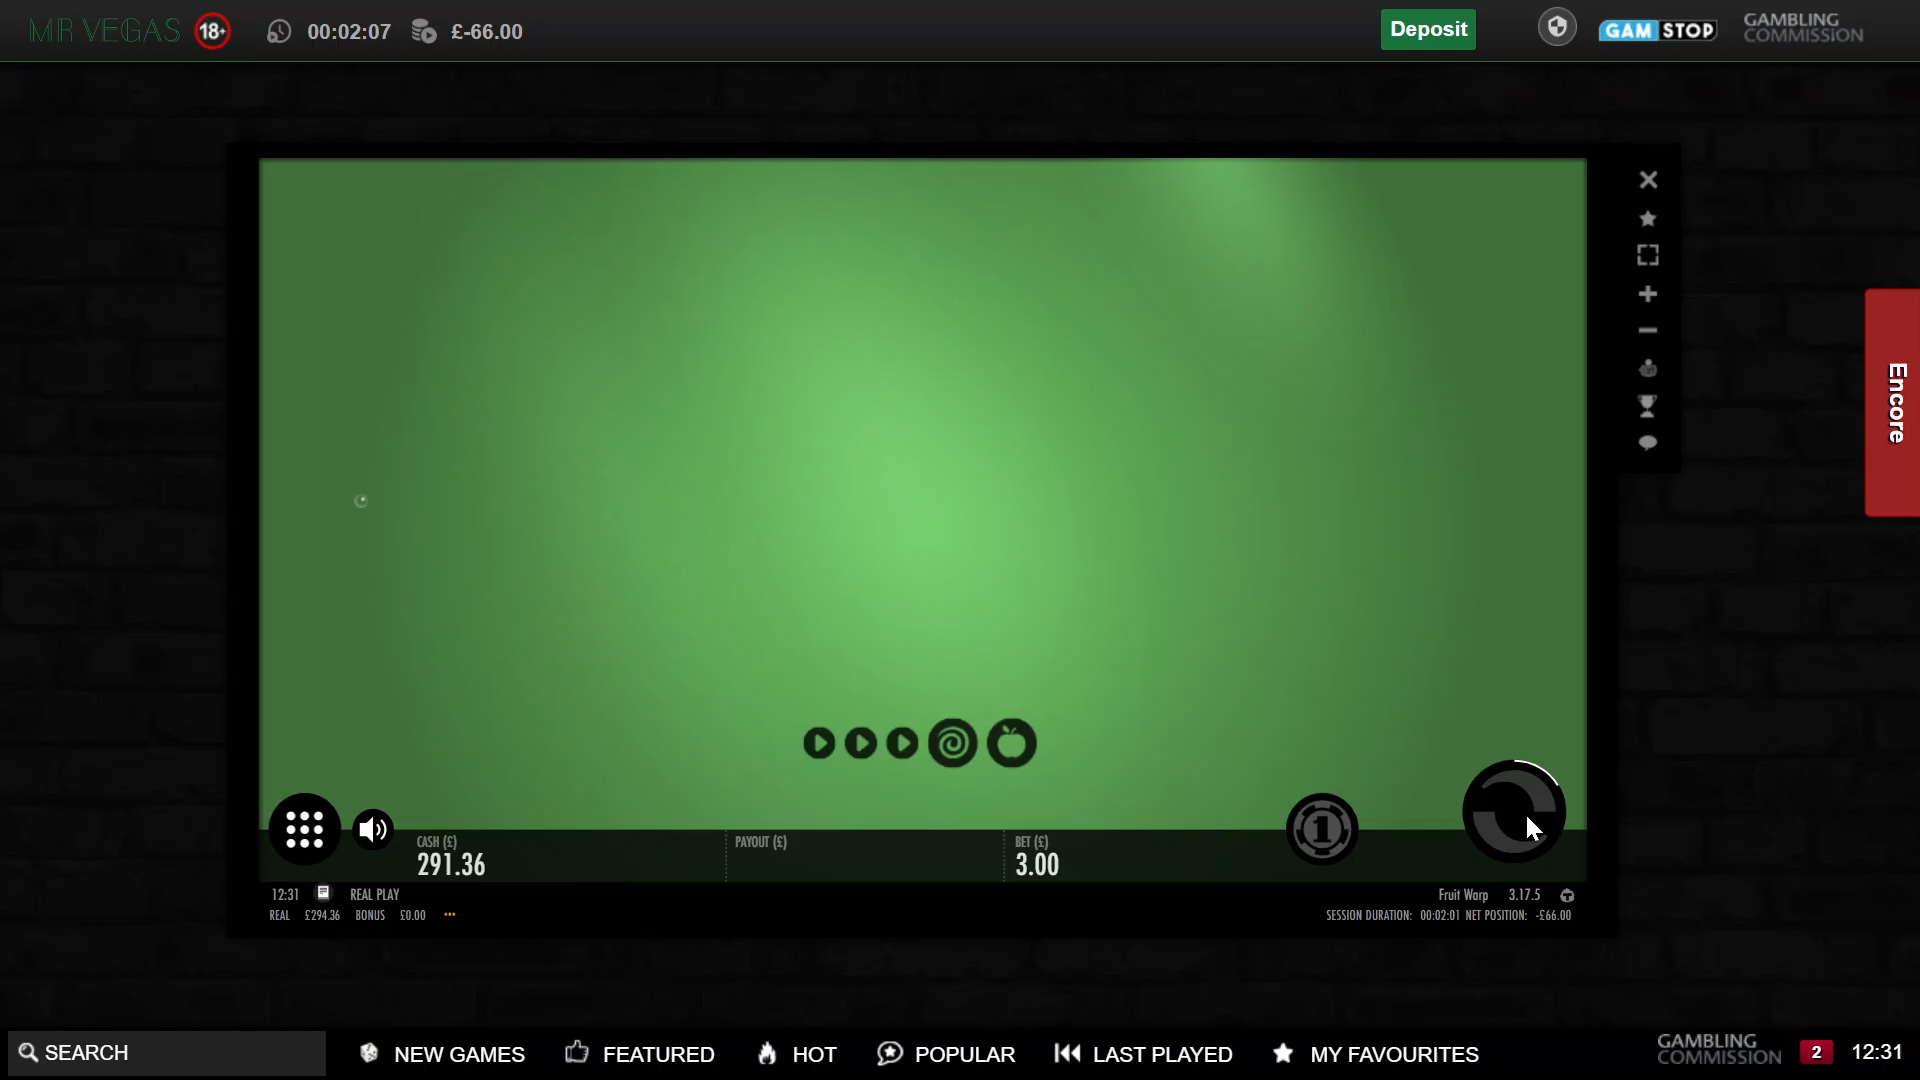 MR VEGAS 18+ 00:02:07 £-66.00 Deposit GAMSTOP GAMBLING COMMISSION
Encore
1
CASH (£) PAYOUT (£) BET (£)
291.36 3.00
12:31 REAL PLAY Fruit Warp 3.17.5
REAL £294.36 BONUS £0.00 SESSION DURATION: 00:02:01 NET POSITION: -£66.00
SEARCH NEW GAMES FEATURED HOT POPULAR LAST PLAYED MY FAVOURITES GAMBLING COMMISSION 2 12:31